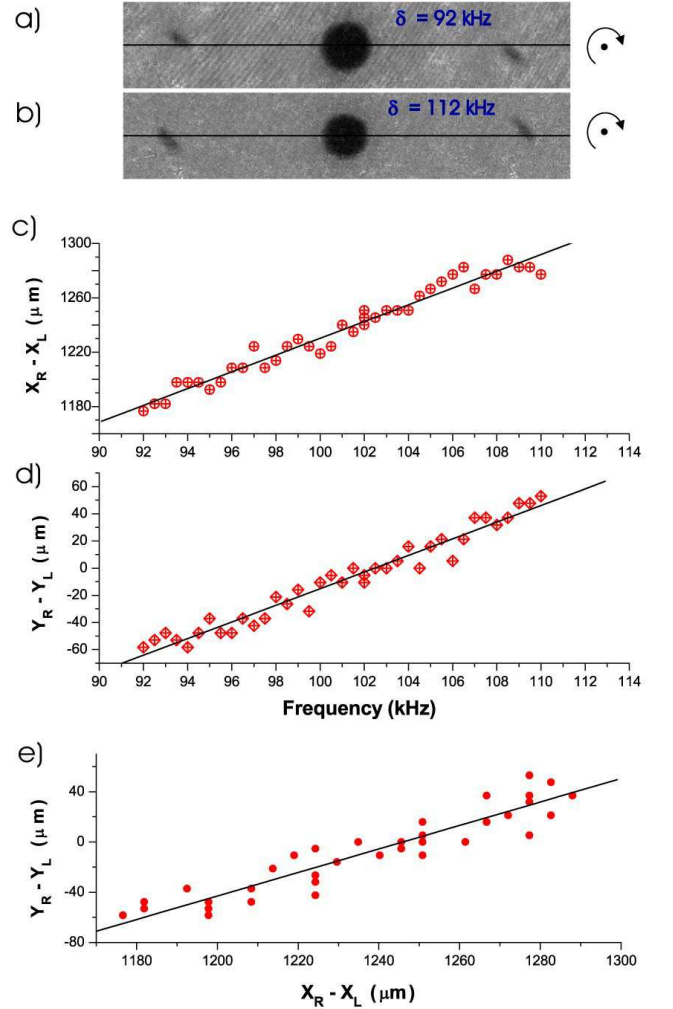 a)
δ = 92 kHz
b)
δ = 112 kHz
c)
1300
1260
1220
1180
X_R - X_L (μm)
90 92 94 96 98 100 102 104 106 108 110 112 114
d)
60
40
20
0
-20
-40
-60
Y_R - Y_L (μm)
90 92 94 96 98 100 102 104 106 108 110 112 114
Frequency (kHz)
e)
40
0
-40
-80
Y_R - Y_L (μm)
1180 1200 1220 1240 1260 1280 1300
X_R - X_L (μm)